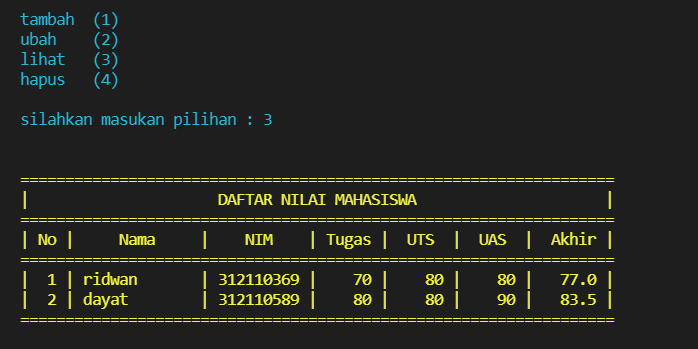 tambah  (1)
ubah    (2)
lihat   (3)
hapus   (4)
silahkan masukan pilihan : 3
==================================================================
|                     DAFTAR NILAI MAHASISWA                     |
==================================================================
| No |     Nama     |    NIM    | Tugas |  UTS  |  UAS  |  Akhir |
==================================================================
|  1 | ridwan       | 312110369 |    70 |    80 |    80 |   77.0 |
|  2 | dayat        | 312110589 |    80 |    80 |    90 |   83.5 |
==================================================================